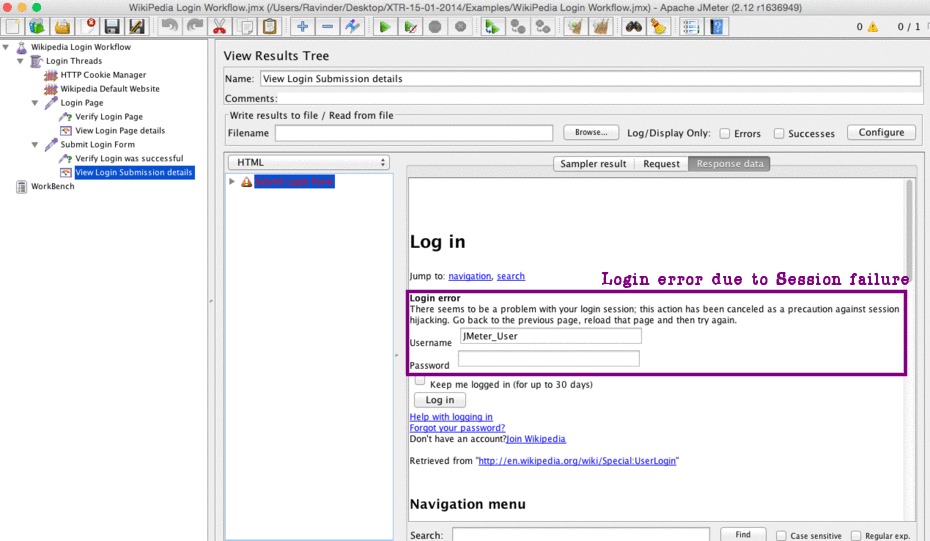 WikiPedia Login Workflow.jmx (/Users/Ravinder/Desktop/XTR-15-01-2014/Examples/WikiPedia Login Workflow.jmx) - Apache JMeter (2.12 r1636949)
0 0 / 1
Wikipedia Login Workflow
Login Threads
HTTP Cookie Manager
Wikipedia Default Website
Login Page
Verify Login Page
View Login Page details
Submit Login Form
Verify Login was successful
View Login Submission details
WorkBench
View Results Tree
Name: View Login Submission details
Comments:
Write results to file / Read from file
Filename Browse... Log/Display Only: Errors Successes Configure
HTML
Submit Login Form
Sampler result Request Response data
Log in
Jump to: navigation, search
Login error due to Session failure
Login error
There seems to be a problem with your login session; this action has been canceled as a precaution against session
hijacking. Go back to the previous page, reload that page and then try again.
Username JMeter_User
Password
Keep me logged in (for up to 30 days)
Log in
Help with logging in
Forgot your password?
Don't have an account?Join Wikipedia
Retrieved from "http://en.wikipedia.org/wiki/Special:UserLogin"
Navigation menu
Search: Find Case sensitive Regular exp.